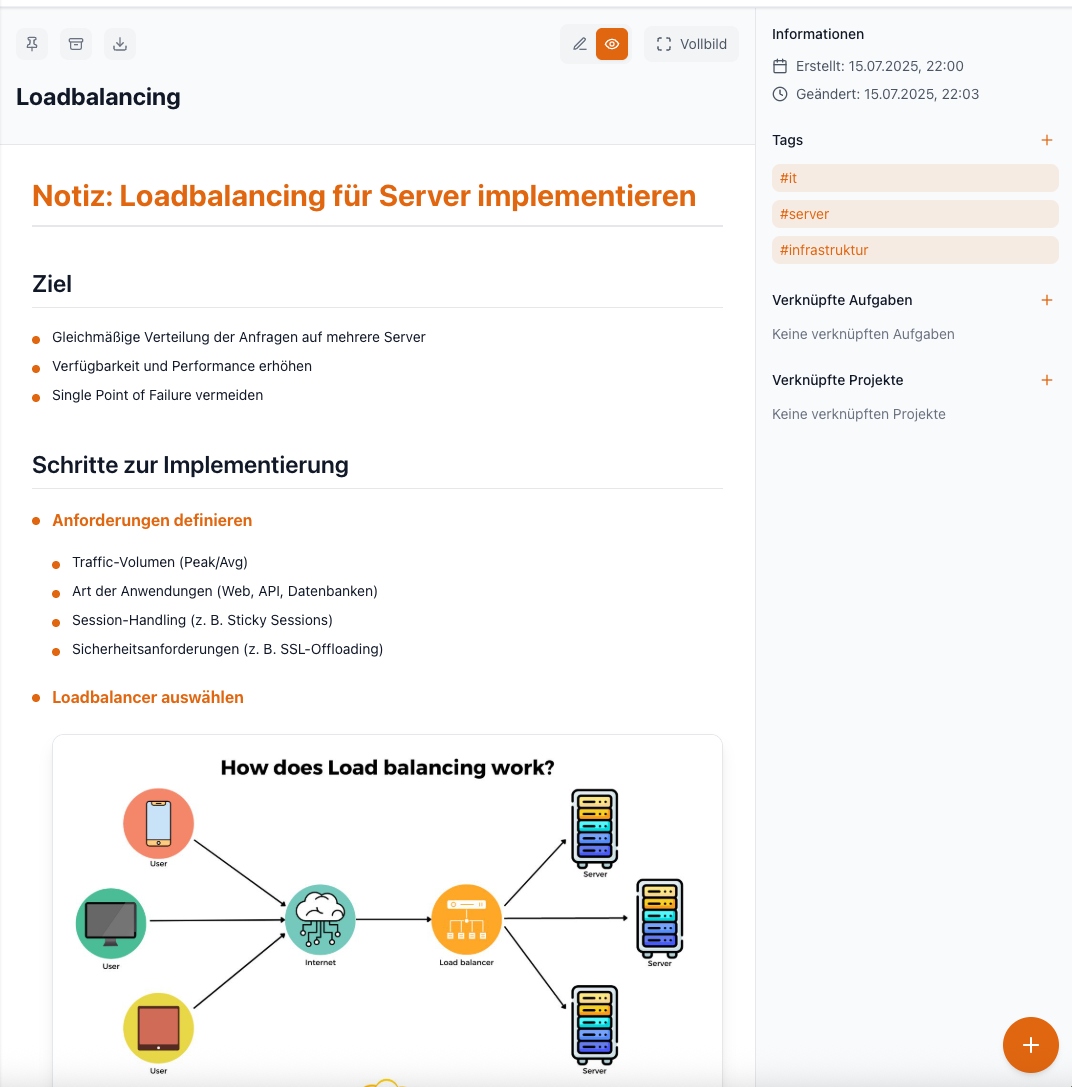 Vollbild
Loadbalancing
Notiz: Loadbalancing für Server implementieren
Ziel
Gleichmäßige Verteilung der Anfragen auf mehrere Server
Verfügbarkeit und Performance erhöhen
Single Point of Failure vermeiden
Schritte zur Implementierung
Anforderungen definieren
Traffic-Volumen (Peak/Avg)
Art der Anwendungen (Web, API, Datenbanken)
Session-Handling (z. B. Sticky Sessions)
Sicherheitsanforderungen (z. B. SSL-Offloading)
Loadbalancer auswählen
How does Load balancing work?
User
Server
User
Internet
Load balancer
Server
User
Server
Informationen
Erstellt: 15.07.2025, 22:00
Geändert: 15.07.2025, 22:03
Tags
#it
#server
#infrastruktur
Verknüpfte Aufgaben
Keine verknüpften Aufgaben
Verknüpfte Projekte
Keine verknüpften Projekte